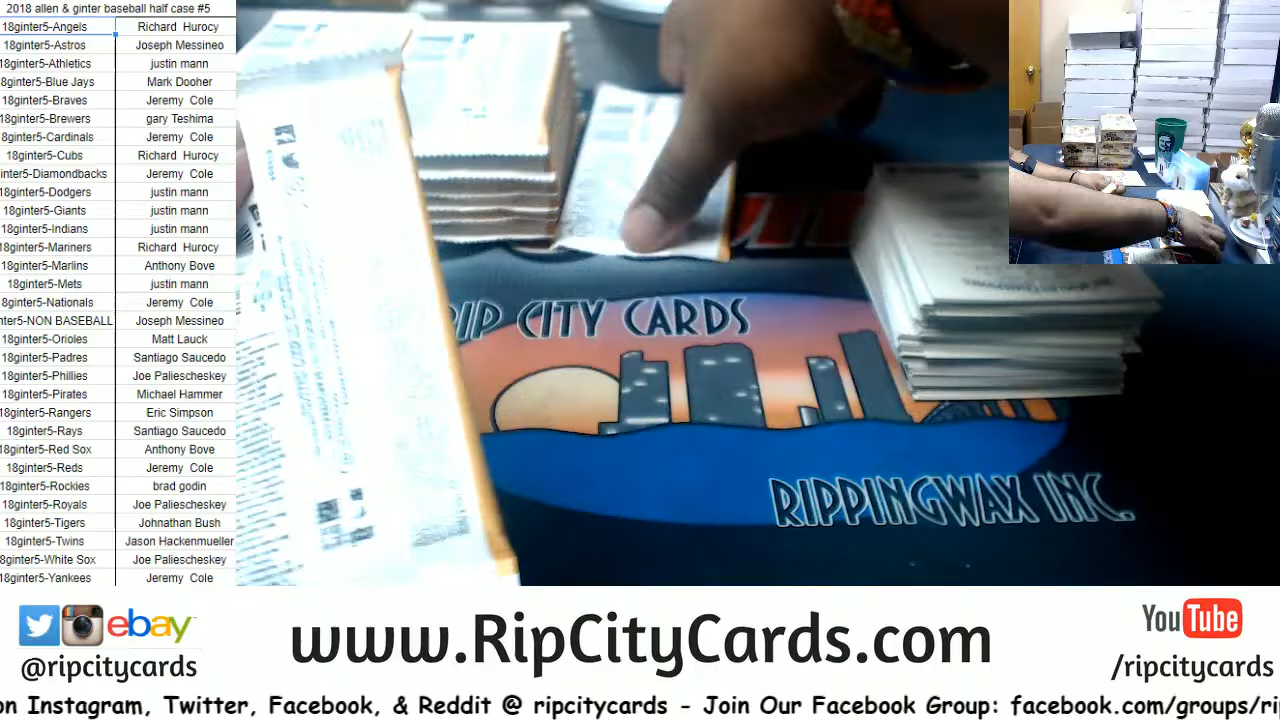 2018 allen & ginter baseball half case #5
18ginter5-Angels Richard Hurocy
18ginter5-Astros Joseph Messineo
18ginter5-Athletics justin mann
8ginter5-Blue Jays Mark Dooher
18ginter5-Braves Jeremy Cole
18ginter5-Brewers gary Teshima
8ginter5-Cardinals Jeremy Cole
18ginter5-Cubs Richard Hurocy
inter5-Diamondbacks Jeremy Cole
18ginter5-Dodgers justin mann
18ginter5-Giants justin mann
18ginter5-Indians justin mann
18ginter5-Mariners Richard Hurocy
18ginter5-Marlins Anthony Bove
18ginter5-Mets justin mann
8ginter5-Nationals Jeremy Cole
nter5-NON BASEBALL Joseph Messineo
18ginter5-Orioles Matt Lauck
18ginter5-Padres Santiago Saucedo
18ginter5-Phillies Joe Paliescheskey
18ginter5-Pirates Michael Hammer
18ginter5-Rangers Eric Simpson
18ginter5-Rays Santiago Saucedo
18ginter5-Red Sox Anthony Bove
18ginter5-Reds Jeremy Cole
18ginter5-Rockies brad godin
18ginter5-Royals Joe Paliescheskey
18ginter5-Tigers Johnathan Bush
18ginter5-Twins Jason Hackenmueller
8ginter5-White Sox Joe Paliescheskey
18ginter5-Yankees Jeremy Cole
RIP CITY CARDS
RIPPINGWAX INC.
ebay
@ripcitycards
www.RipCityCards.com
YouTube
/ripcitycards
on Instagram, Twitter, Facebook, & Reddit @ ripcitycards - Join Our Facebook Group: facebook.com/groups/ri